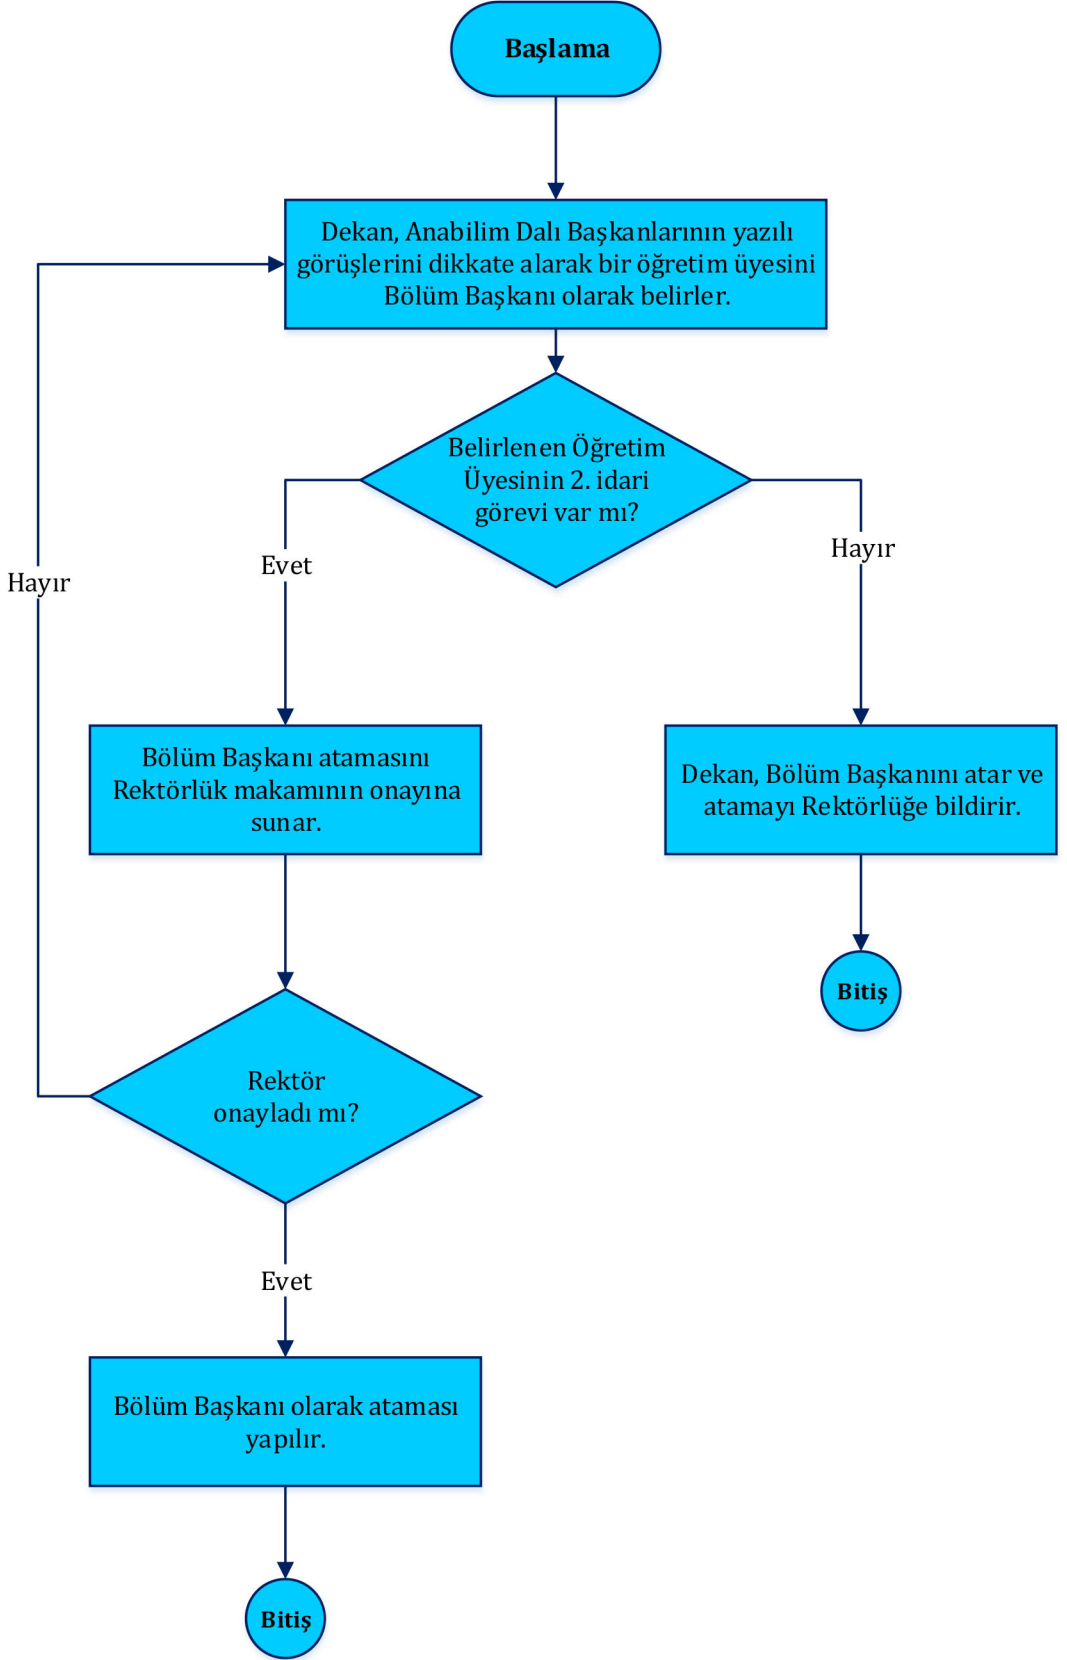 Başlama
Dekan, Anabilim Dalı Başkanlarının yazılı
görüşlerini dikkate alarak bir öğretim üyesini
Bölüm Başkanı olarak belirler.
Belirlenen Öğretim
Üyesinin 2. idari
görevi var mı?
Evet
Hayır
Hayır
Bölüm Başkanı atamasını
Rektörlük makamının onayına
sunar.
Dekan, Bölüm Başkanını atar ve
atamayı Rektörlüğe bildirir.
Bitiş
Rektör
onayladı mı?
Evet
Bölüm Başkanı olarak ataması
yapılır.
Bitiş